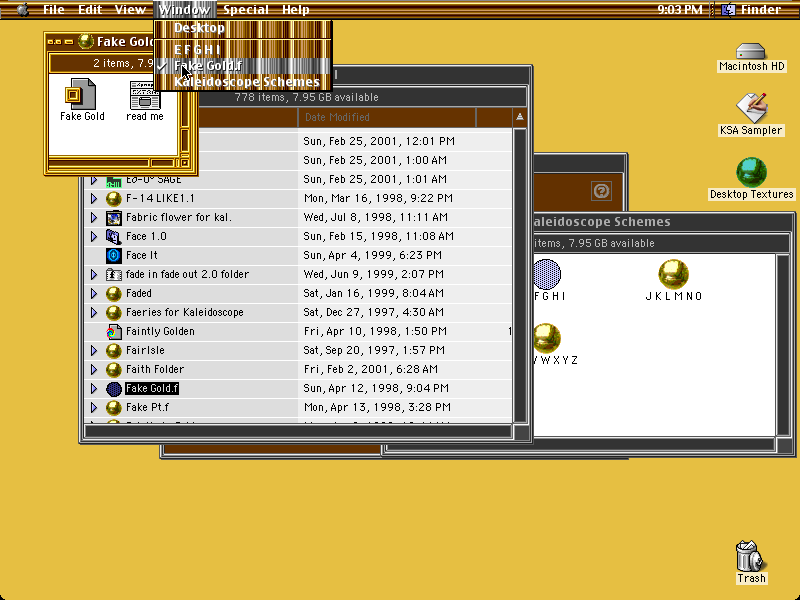 File Edit View Window Special Help 9:03 PM Finder
Desktop
E F G H I
Fake Gold.f
Kaleidoscope Schemes
Fake Gold
2 items, 7.9
Fake Gold
read me
I
778 items, 7.95 GB available
Date Modified
Sun, Feb 25, 2001, 12:01 PM
Sun, Feb 25, 2001, 1:00 AM
Sun, Feb 25, 2001, 1:01 AM
F-14 LIKE1.1 Mon, Mar 16, 1998, 9:22 PM
Fabric flower for kal. Wed, Jul 8, 1998, 11:11 AM
Face 1.0 Sun, Feb 15, 1998, 11:08 AM
Face It Sun, Apr 4, 1999, 6:23 PM
fade in fade out 2.0 folder Wed, Jun 9, 1999, 2:07 PM
Faded Sat, Jan 16, 1999, 8:04 AM
Faeries for Kaleidoscope Sat, Dec 27, 1997, 4:30 AM
Faintly Golden Fri, Apr 10, 1998, 1:50 PM 1
FairIsle Sat, Sep 20, 1997, 1:57 PM
Faith Folder Fri, Feb 2, 2001, 6:28 AM
Fake Gold.f Sun, Apr 12, 1998, 9:04 PM
Fake Pt.f Mon, Apr 13, 1998, 3:28 PM
?
aleidoscope Schemes
items, 7.95 GB available
F G H I
J K L M N O
W X Y Z
Macintosh HD
KSA Sampler
Desktop Textures
Trash